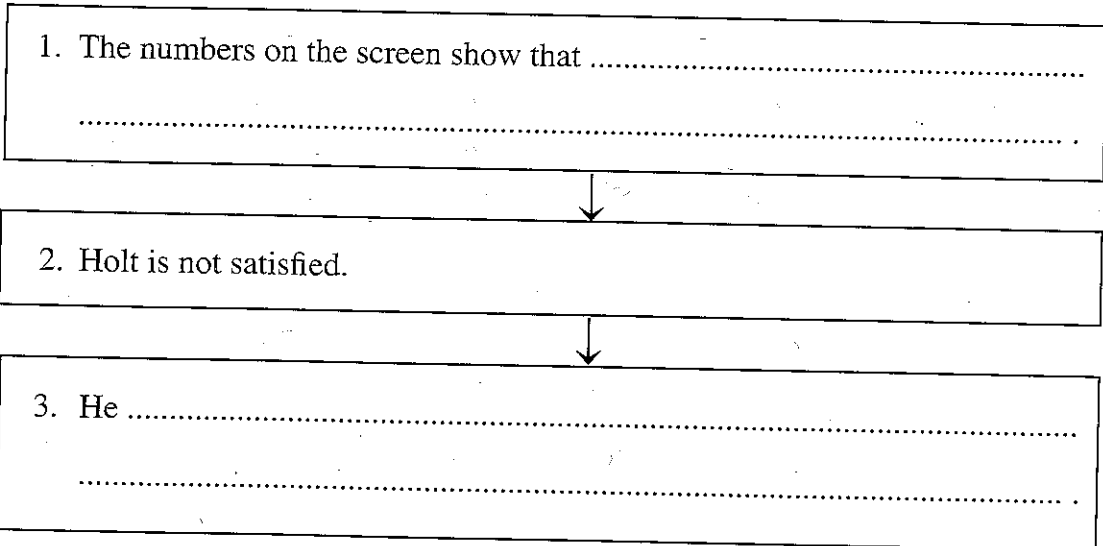 1. The numbers on the screen show that ..........................................................
.................................................................................................................... .
2. Holt is not satisfied.
3. He ................................................................................................................
.................................................................................................................... .